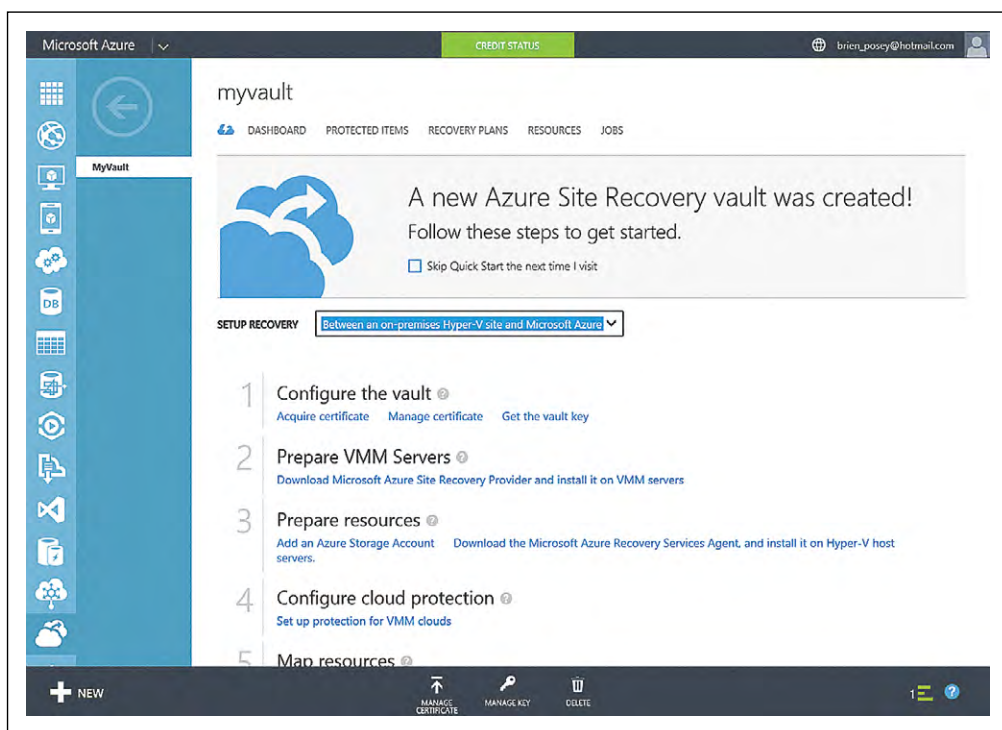 Microsoft Azure
CREDIT STATUS
brien_posey@hotmail.com
MyVault
DB
myvault
DASHBOARD PROTECTED ITEMS RECOVERY PLANS RESOURCES JOBS
A new Azure Site Recovery vault was created!
Follow these steps to get started.
Skip Quick Start the next time I visit
SETUP RECOVERY Between an on-premises Hyper-V site and Microsoft Azure
1 Configure the vault ?
Acquire certificate Manage certificate Get the vault key
2 Prepare VMM Servers ?
Download Microsoft Azure Site Recovery Provider and install it on VMM servers
3 Prepare resources ?
Add an Azure Storage Account Download the Microsoft Azure Recovery Services Agent, and install it on Hyper-V host
servers.
4 Configure cloud protection ?
Set up protection for VMM clouds
5 Map resources ?
NEW
MANAGE
CERTIFICATE
MANAGE KEY
DELETE
1
?